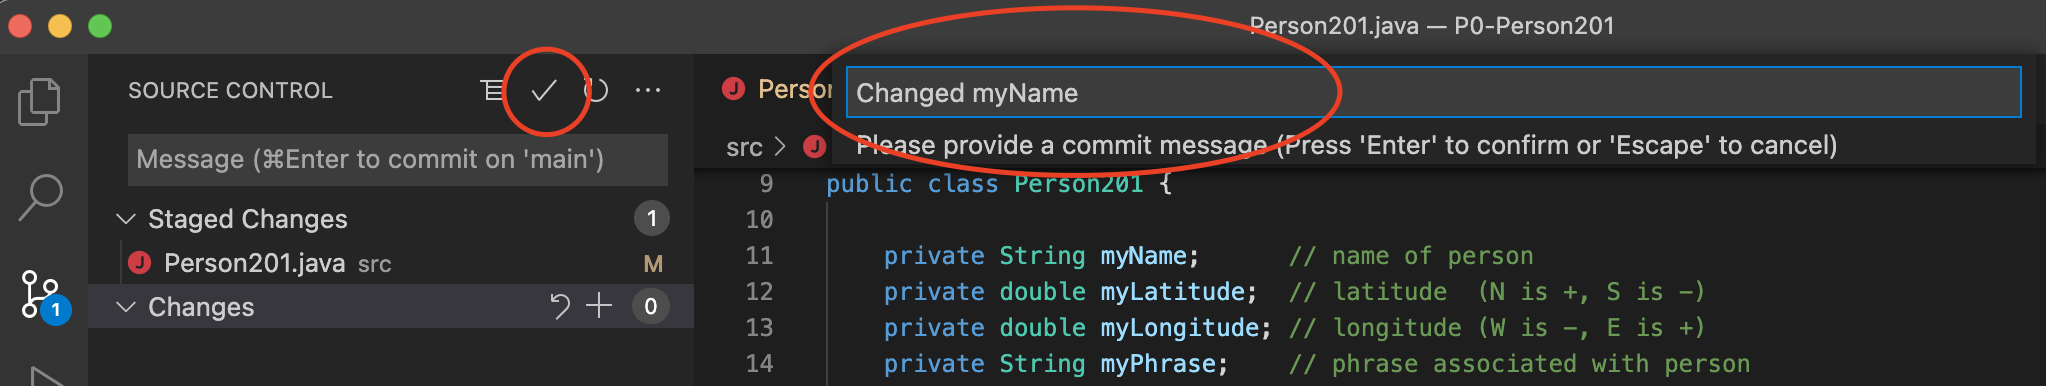 Person201.java — P0-Person201
SOURCE CONTROL
Message (⌘Enter to commit on 'main')
Staged Changes 1
J Person201.java src M
1
Changes 0
J Person
Changed myName
src > J
Please provide a commit message (Press 'Enter' to confirm or 'Escape' to cancel)
9 public class Person201 {
10
11 private String myName; // name of person
12 private double myLatitude; // latitude (N is +, S is -)
13 private double myLongitude; // longitude (W is -, E is +)
14 private String myPhrase; // phrase associated with person